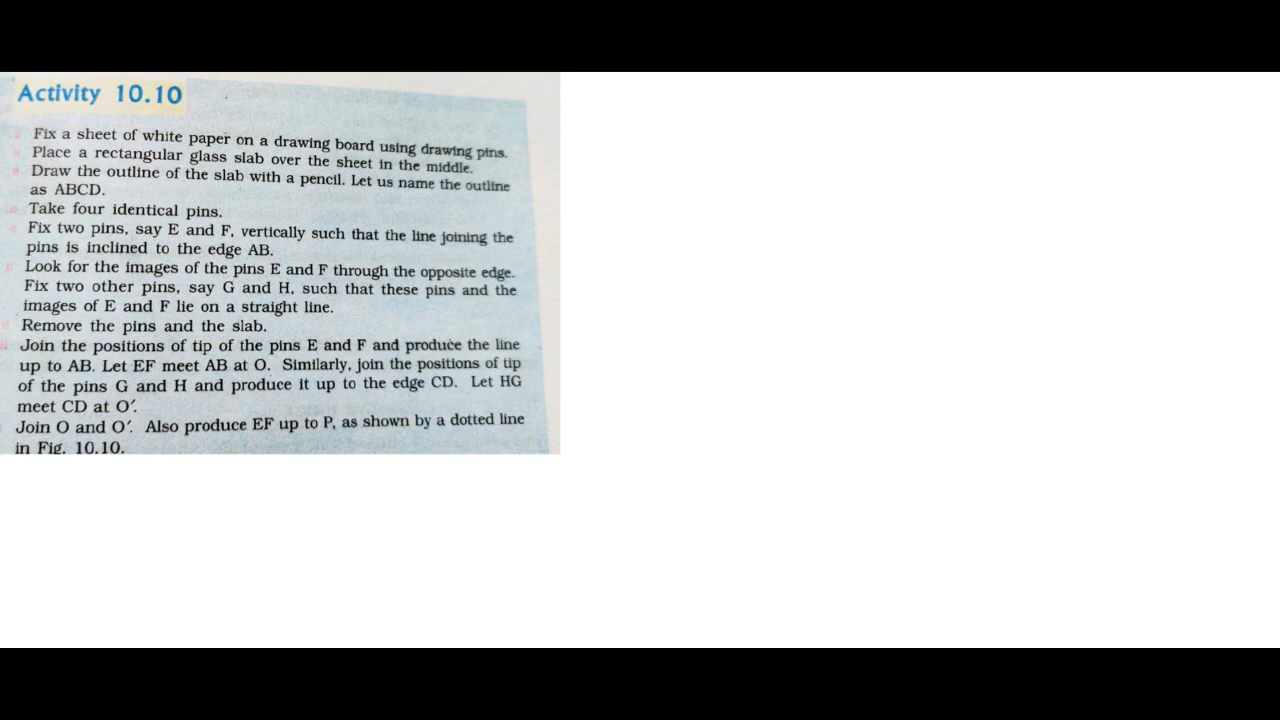 Activity 10.10
Fix a sheet of white paper on a drawing board using drawing pins.
Place a rectangular glass slab over the sheet in the middle.
Draw the outline of the slab with a pencil. Let us name the outline
as ABCD.
Take four identical pins.
Fix two pins, say E and F, vertically such that the line joining the
pins is inclined to the edge AB.
Look for the images of the pins E and F through the opposite edge.
Fix two other pins, say G and H, such that these pins and the
images of E and F lie on a straight line.
Remove the pins and the slab.
Join the positions of tip of the pins E and F and produce the line
up to AB. Let EF meet AB at O. Similarly, join the positions of tip
of the pins G and H and produce it up to the edge CD. Let HG
meet CD at O′.
Join O and O′. Also produce EF up to P, as shown by a dotted line
in Fig. 10.10.